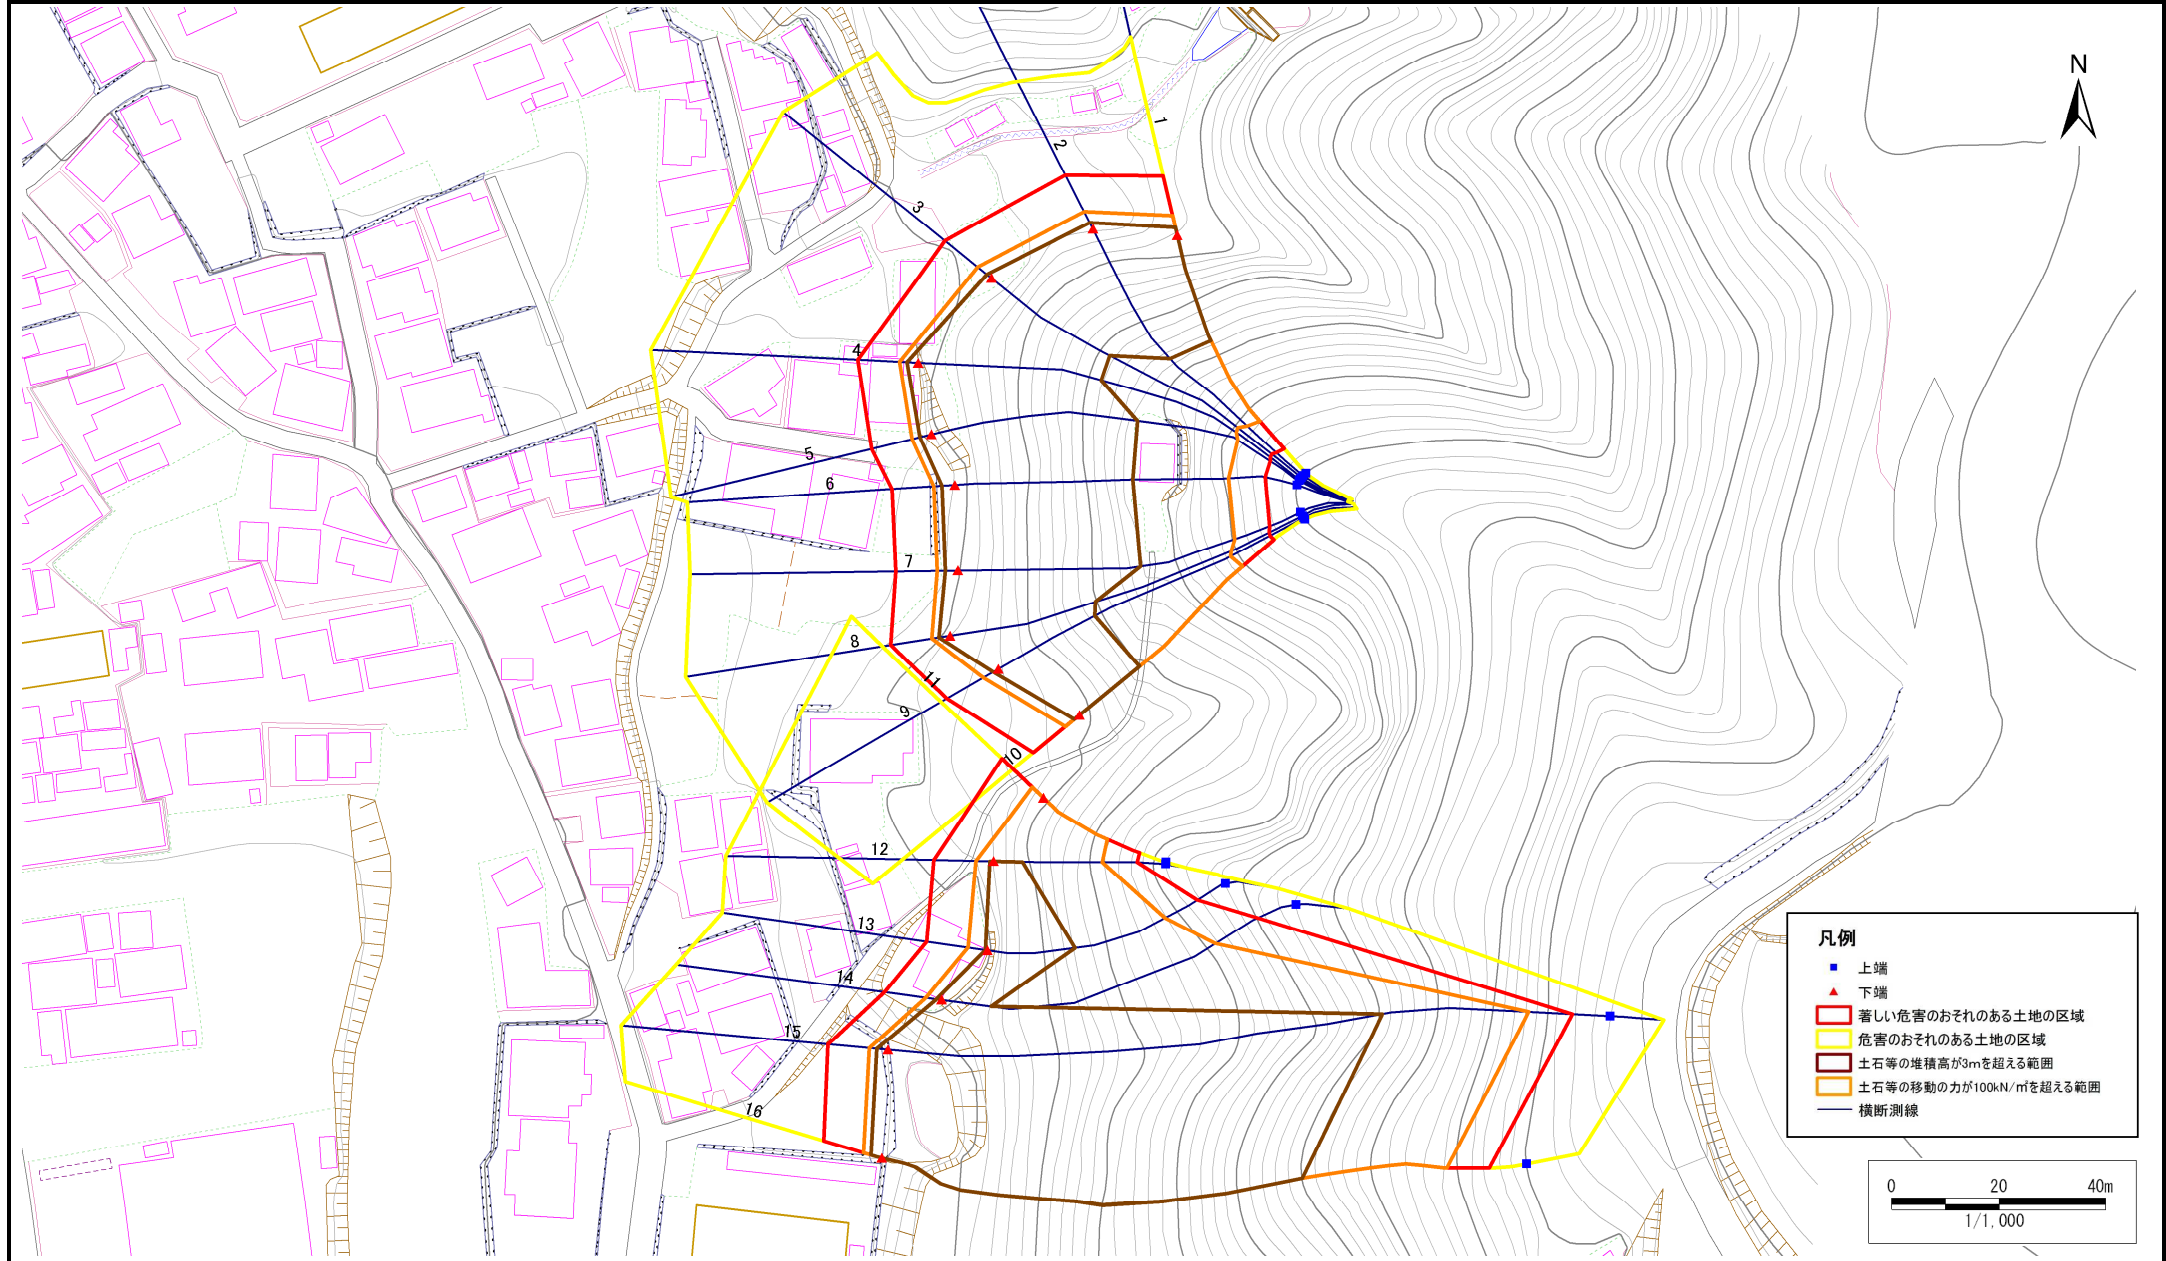 N
1
2
3
4
5
6
7
8
11
9
10
12
13
14
15
16
凡例
上端
下端
著しい危害のおそれのある土地の区域
危害のおそれのある土地の区域
土石等の堆積高が3mを超える範囲
土石等の移動の力が100kN/㎡を超える範囲
横断測線
0 20 40m
1/1,000